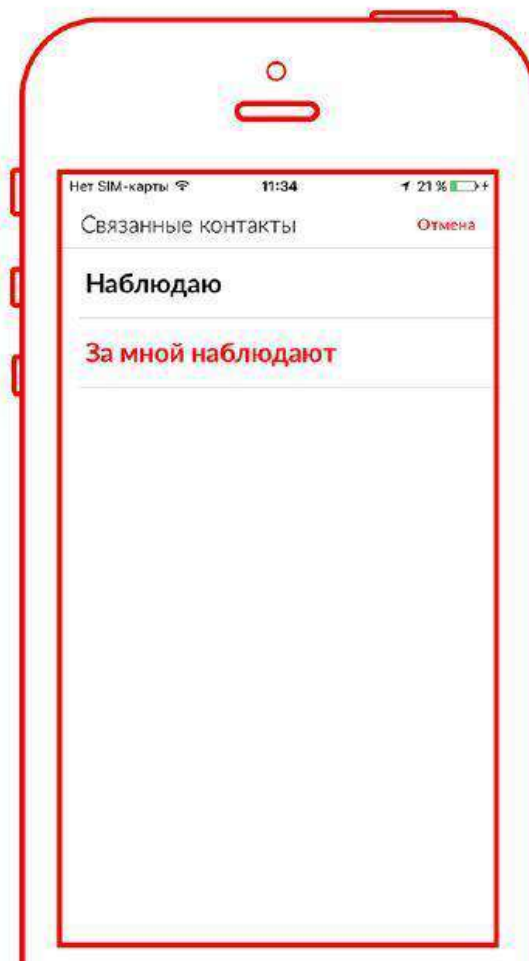 Нет SIM-карты 11:34 21 %
Связанные контакты Отмена
Наблюдаю
За мной наблюдают